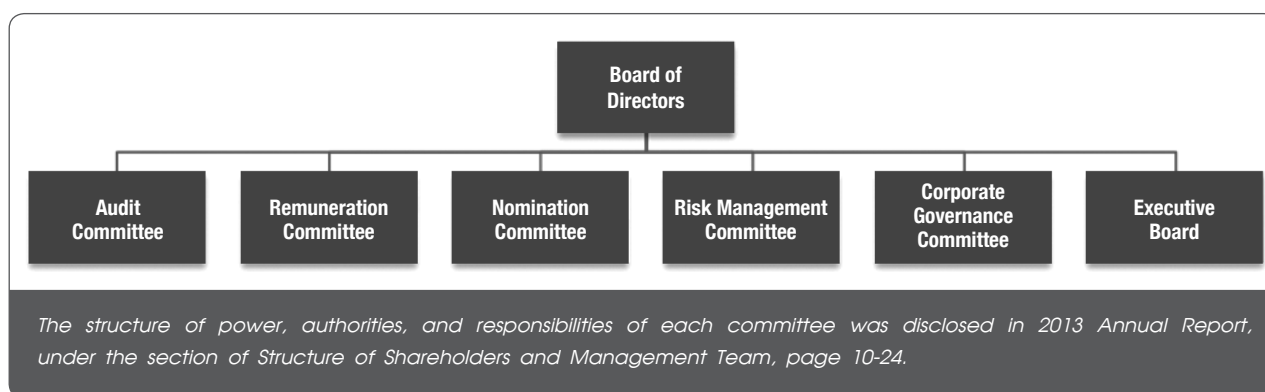 Board of
Directors
Audit
Committee
Remuneration
Committee
Nomination
Committee
Risk Management
Committee
Corporate
Governance
Committee
Executive
Board
The structure of power, authorities, and responsibilities of each committee was disclosed in 2013 Annual Report,
under the section of Structure of Shareholders and Management Team, page 10-24.